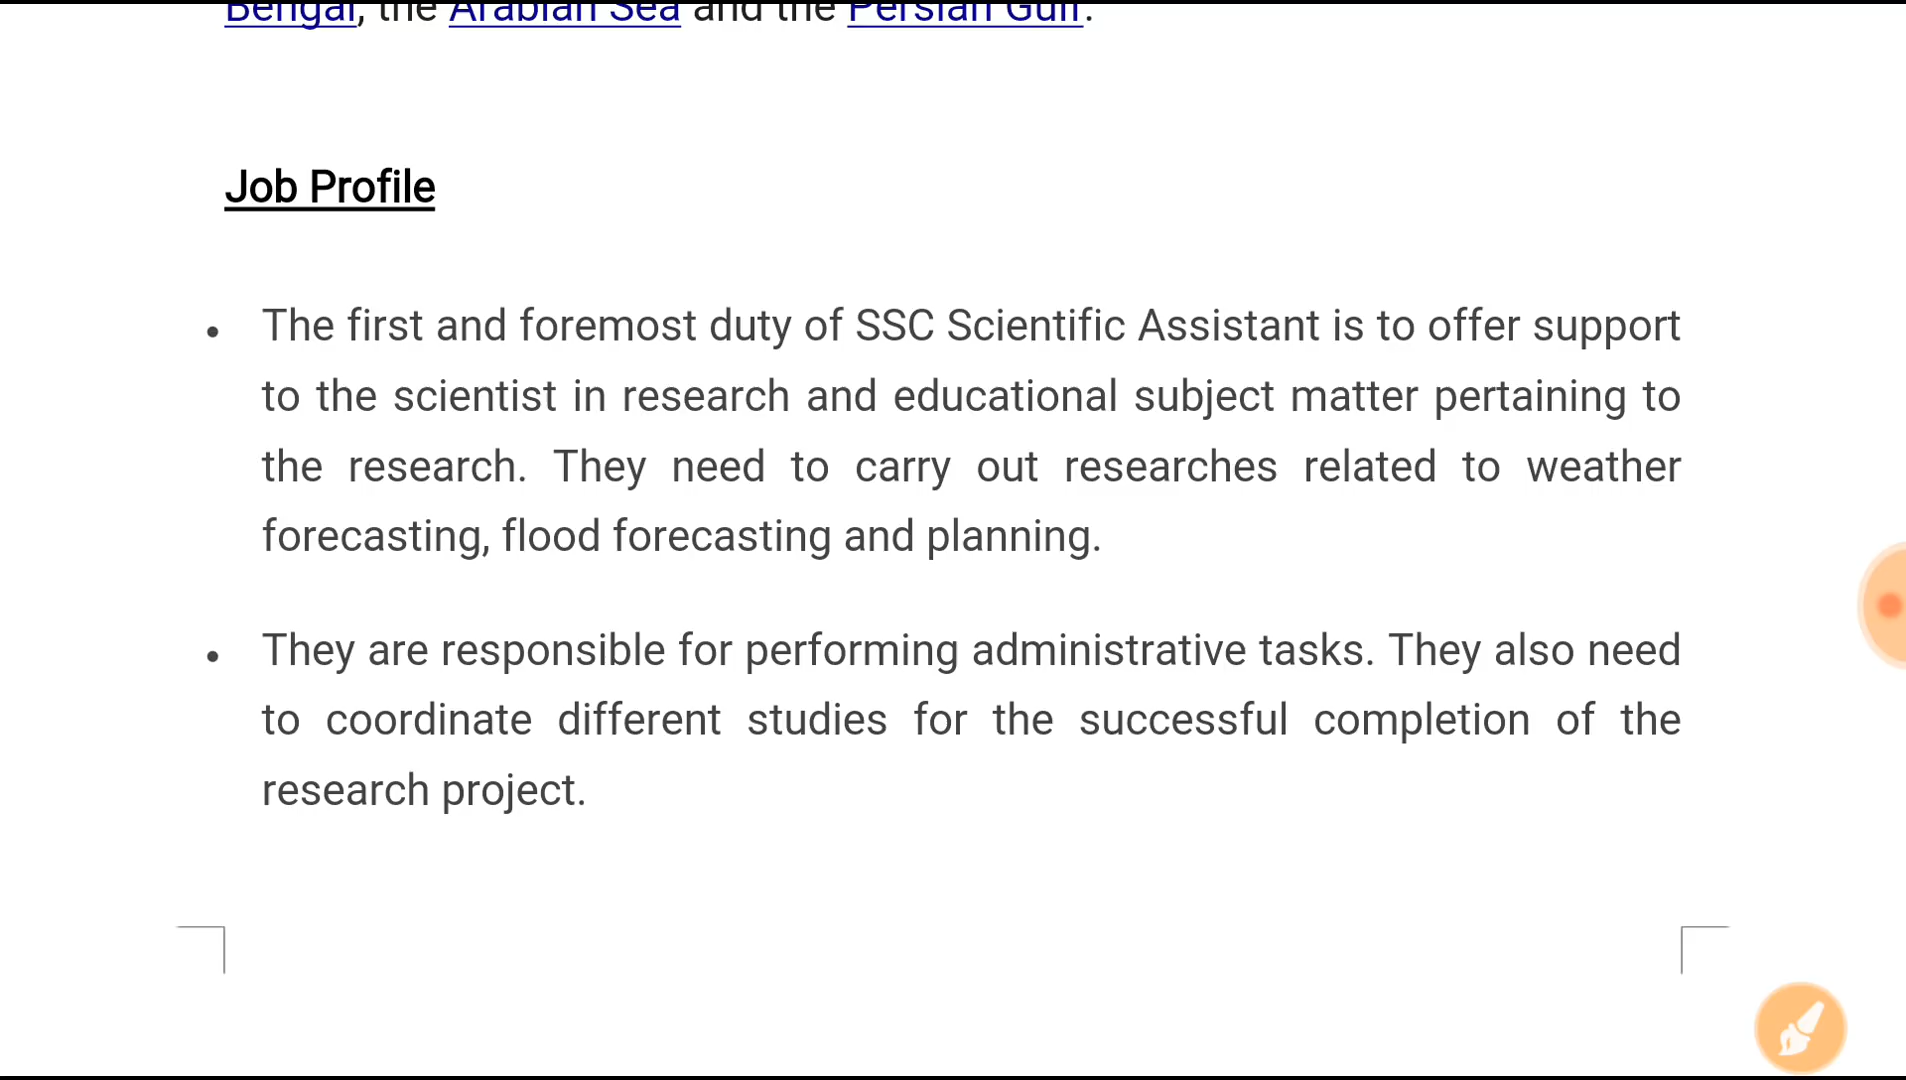 Bengal, the Arabian Sea and the Persian Gulf.
Job Profile
• The first and foremost duty of SSC Scientific Assistant is to offer support
to the scientist in research and educational subject matter pertaining to
the research. They need to carry out researches related to weather
forecasting, flood forecasting and planning.
• They are responsible for performing administrative tasks. They also need
to coordinate different studies for the successful completion of the
research project.